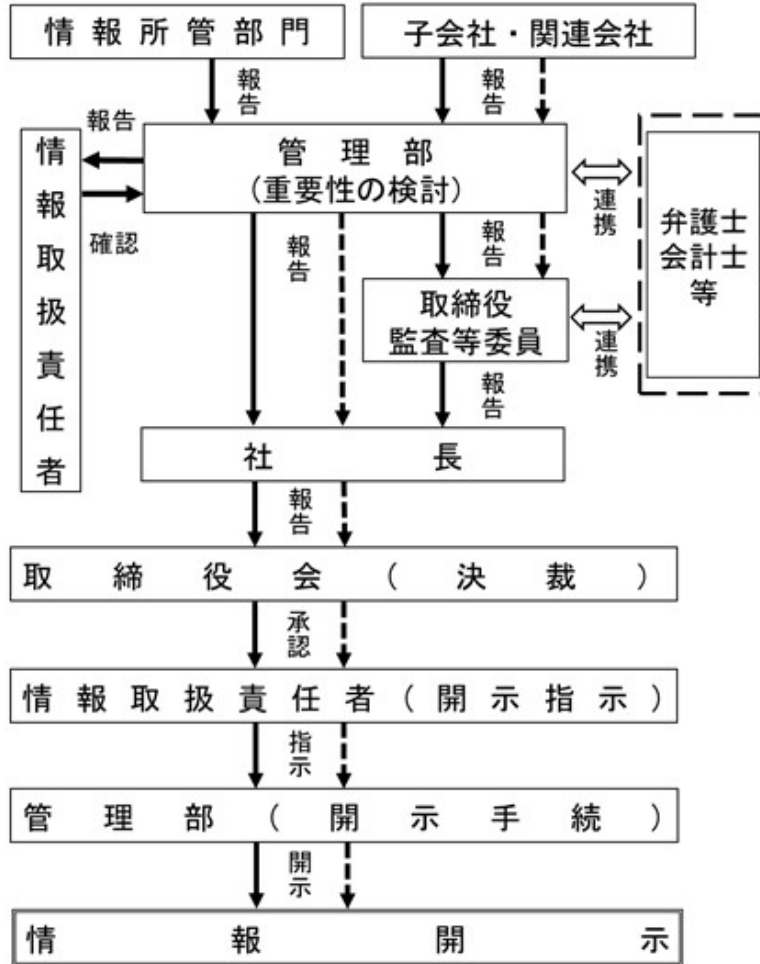 情報所管部門
子会社・関連会社
報告
報告
報告
管理部
(重要性の検討)
情報取扱責任者
確認
連携
弁護士
会計士
等
報告
報告
取締役
監査等委員
連携
報告
社長
報告
取締役会(決裁)
承認
情報取扱責任者(開示指示)
指示
管理部(開示手続)
開示
情報開示